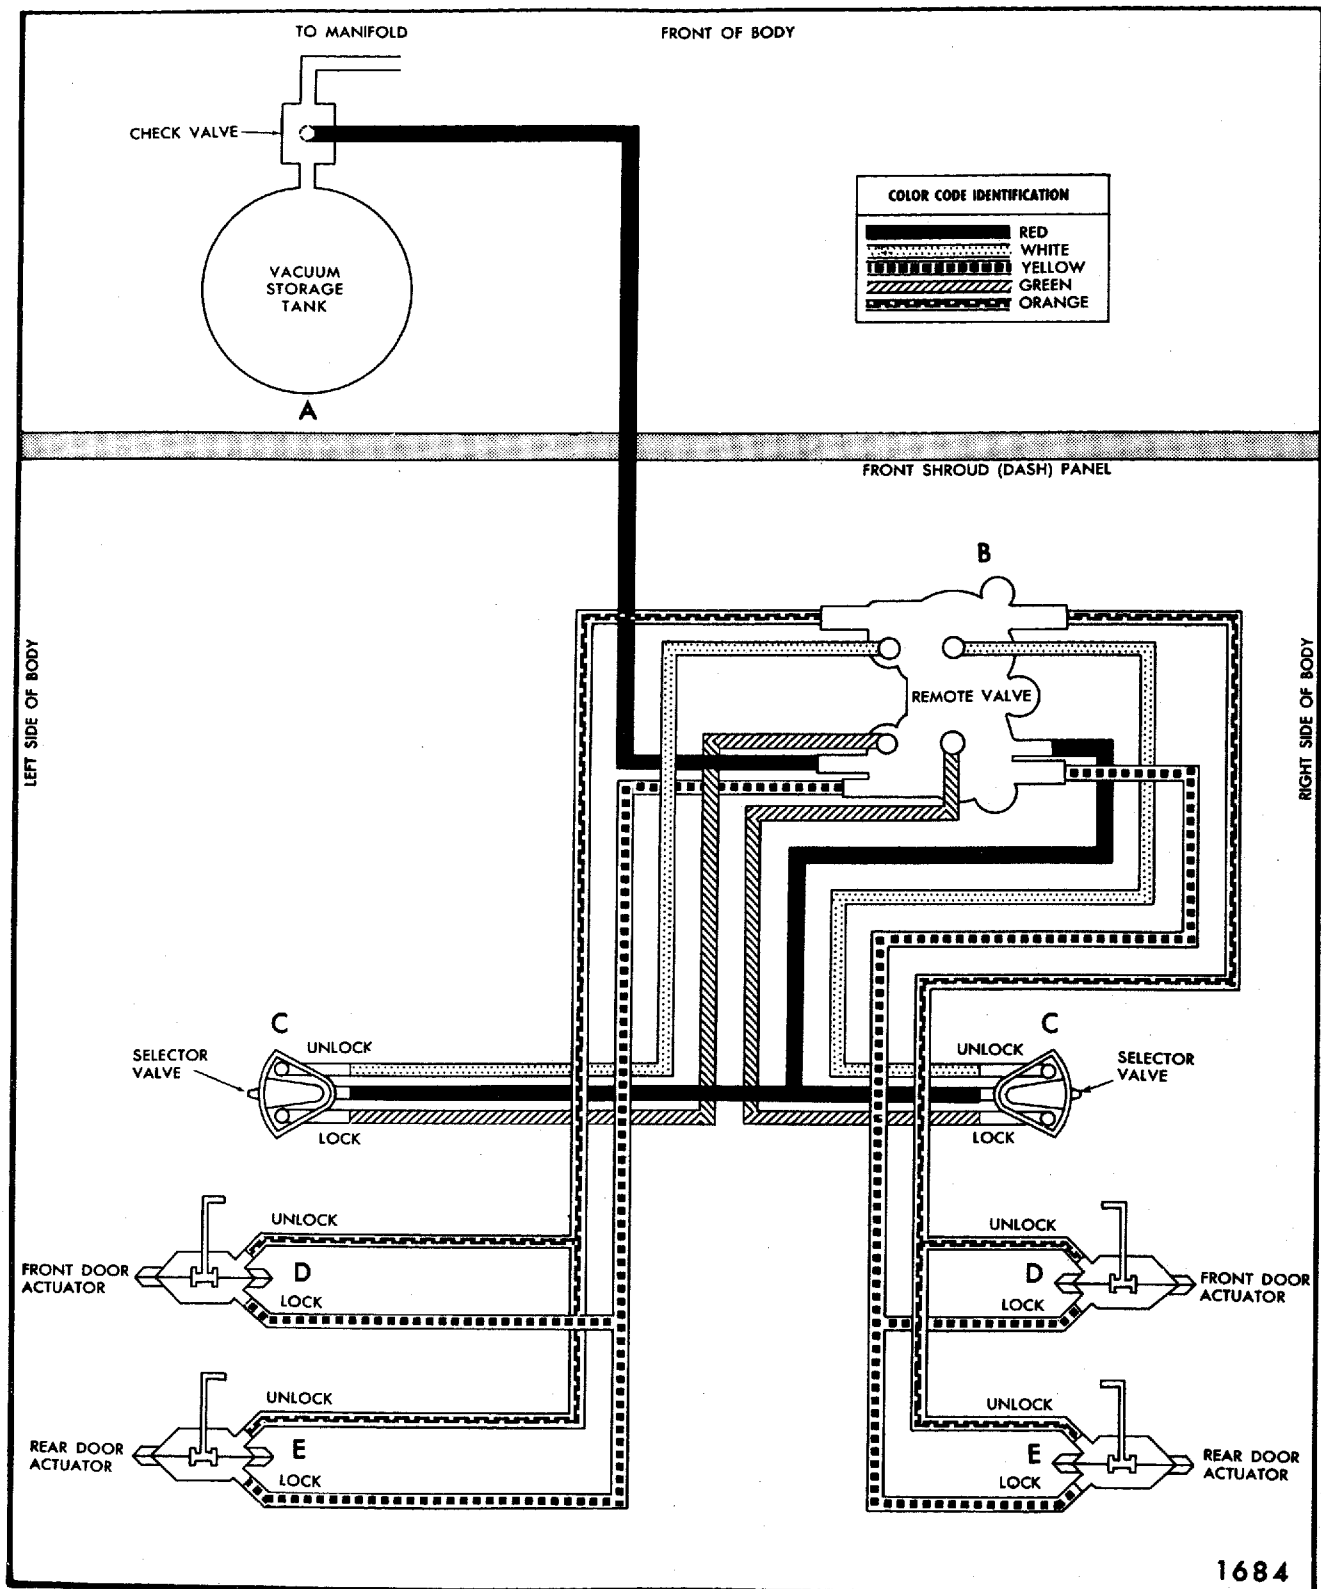 TO MANIFOLD
FRONT OF BODY
CHECK VALVE
COLOR CODE IDENTIFICATION
RED
WHITE
YELLOW
GREEN
ORANGE
VACUUM
STORAGE
TANK
A
FRONT SHROUD (DASH) PANEL
B
LEFT SIDE OF BODY
REMOTE VALVE
RIGHT SIDE OF BODY
C
SELECTOR
VALVE
UNLOCK
LOCK
C
UNLOCK
SELECTOR
VALVE
LOCK
UNLOCK
FRONT DOOR
ACTUATOR
D
LOCK
UNLOCK
D
FRONT DOOR
ACTUATOR
LOCK
UNLOCK
REAR DOOR
ACTUATOR
E
LOCK
UNLOCK
E
REAR DOOR
ACTUATOR
LOCK
1684